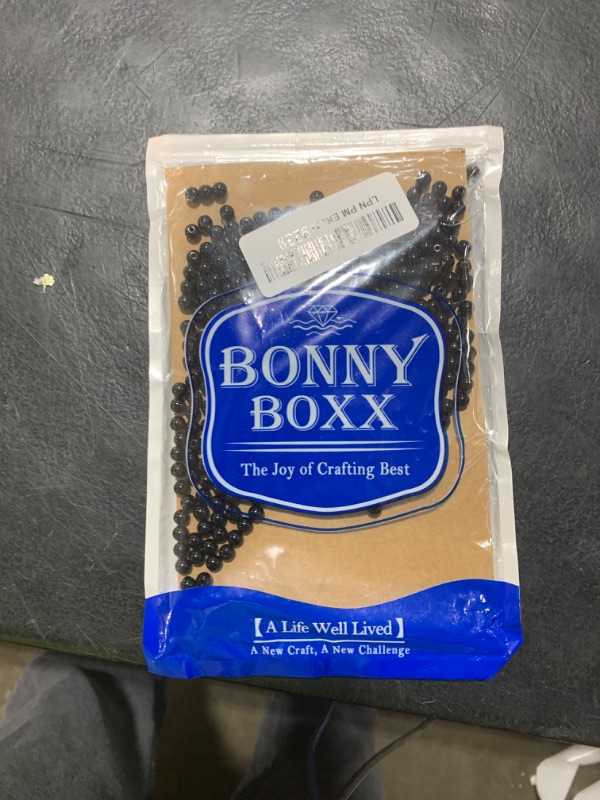 LPN PM
BONNY
BOXX
The Joy of Crafting Best
【A Life Well Lived】
A New Craft, A New Challenge